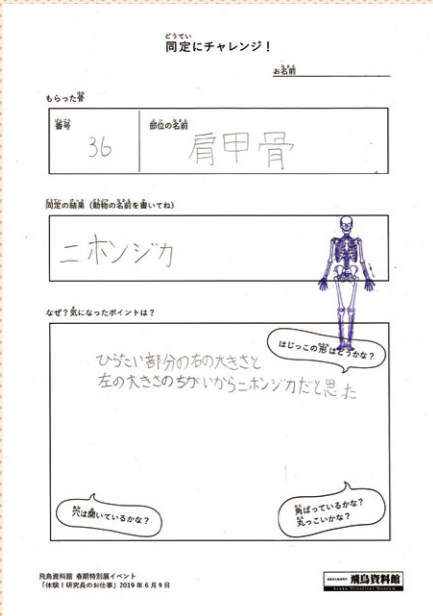 同定にチャレンジ！
どうてい
お名前
もらった骨
番号
36
部位の名前
肩甲骨
同定の結果（動物の名前を書いてね）
ニホンジカ
なぜ？気になったポイントは？
はじっこの形はどうかな？
ひらたい部分の右の大きさと
左の大きさのちがいからニホンジカだと思った
穴は開いているかな？
角ばっているかな？
丸っこいかな？
飛鳥資料館 春期特別展イベント
「体験！研究員のお仕事」2019年6月9日
飛鳥資料館
Asuka Historical Museum